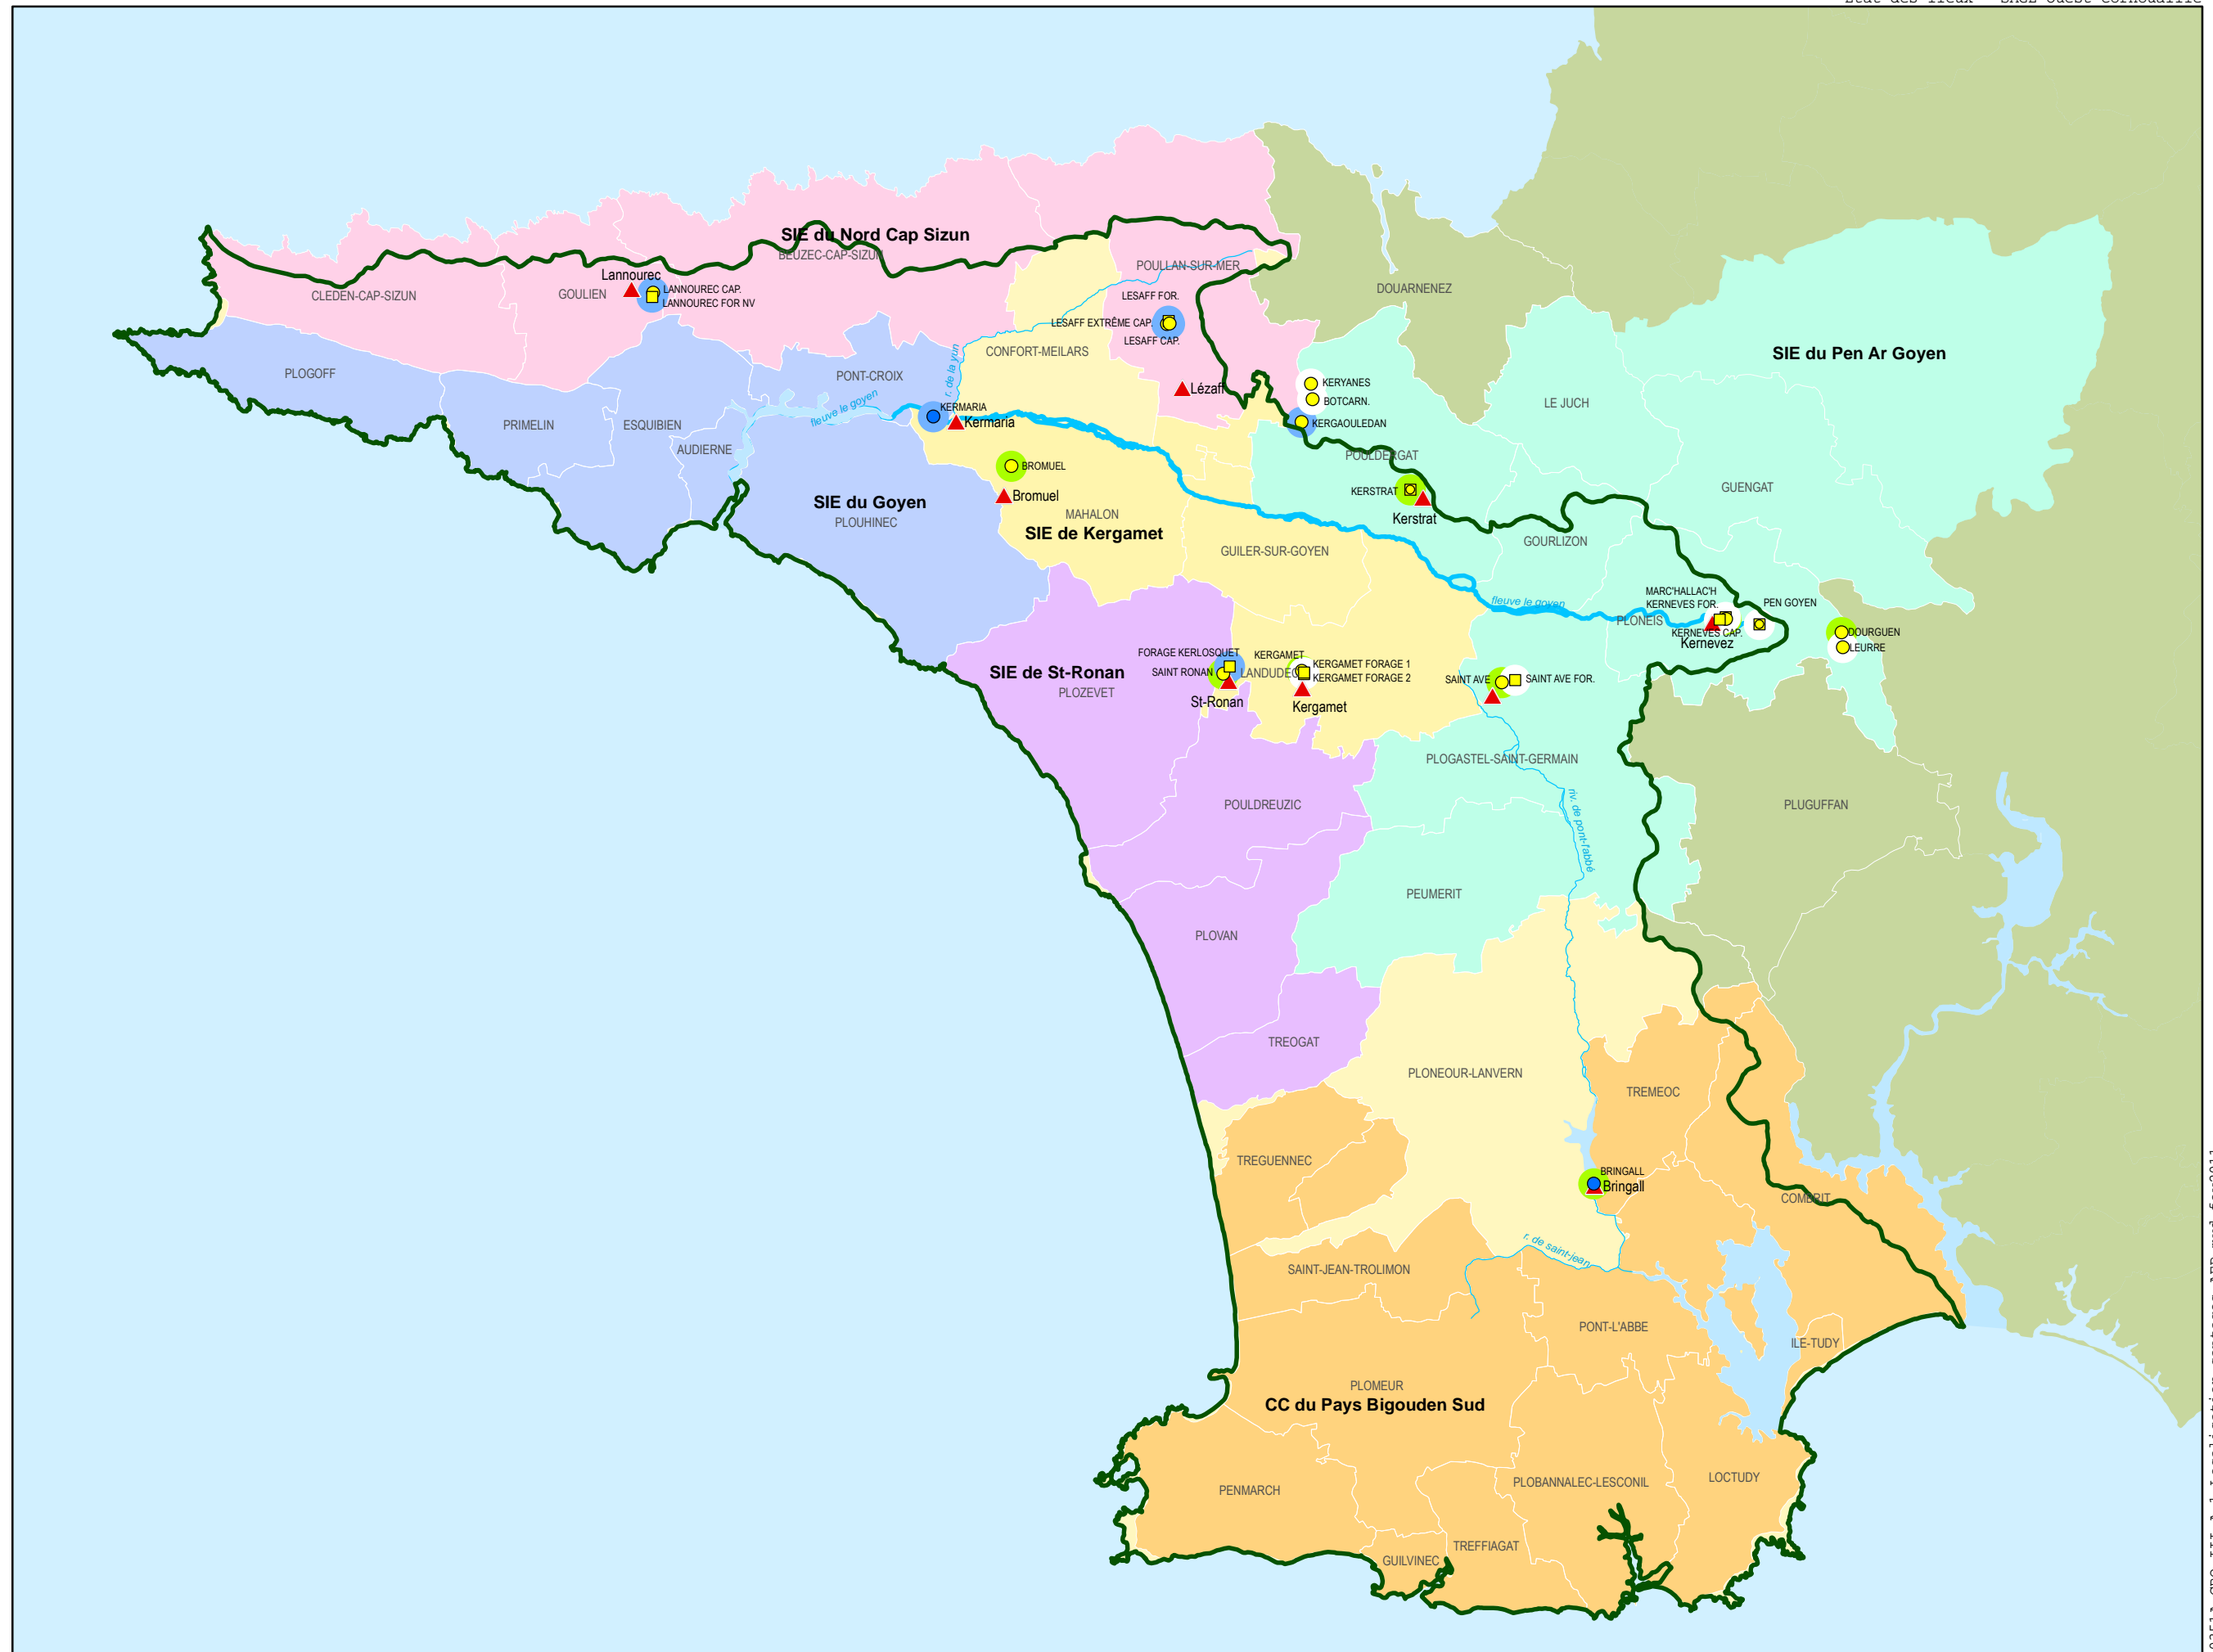 SIE du Nord Cap Sizun
BEUZEC-CAP-SIZUN
Lannourec
LANNOUREC CAP.
LANNOUREC FOR NV
CLEDEN-CAP-SIZUN
GOULIEN
POULLAN-SUR-MER
LESAFF FOR.
LESAFF EXTRÊME CAP.
LESAFF CAP.
DOUARNENEZ
CONFORT-MEILARS
r. de la yun
SIE du Pen Ar Goyen
PLOGOFF
PONT-CROIX
Lézaff
KERYANES
BOTCARN.
LE JUCH
PRIMELIN
ESQUIBIEN
fleuve le goyen
KERMARIA
Kermaria
KERGAOULEDAN
AUDIERNE
BROMUEL
POULDERGAT
Bromuel
KERSTRAT
GUENGAT
SIE du Goyen
PLOUHINEC
MAHALON
SIE de Kergamet
Kerstrat
GUILER-SUR-GOYEN
GOURLIZON
fleuve le goyen
MARC'HALLAC'H
KERNEVES FOR.
PEN GOYEN
PLONEIS
KERNEVES CAP.
Kernevez
DOURGUEN
LEURRE
FORAGE KERLOSQUET
KERGAMET
SAINT RONAN
LANDUDEC
KERGAMET FORAGE 1
KERGAMET FORAGE 2
SIE de St-Ronan
PLOZEVET
St-Ronan
Kergamet
SAINT AVE
SAINT AVE FOR.
PLOGASTEL-SAINT-GERMAIN
POULDREUZIC
riv. de pont-l'abbé
PLUGUFFAN
PEUMERIT
PLOVAN
TREOGAT
PLONEOUR-LANVERN
TREMEOC
TREGUENNEC
BRINGALL
Bringall
COMBRIT
r. de saint-jean
SAINT-JEAN-TROLIMON
PONT-L'ABBE
ILE-TUDY
PLOMEUR
CC du Pays Bigouden Sud
PENMARCH
PLOBANNALEC-LESCONIL
LOCTUDY
TREFFIAGAT
GUILVINEC